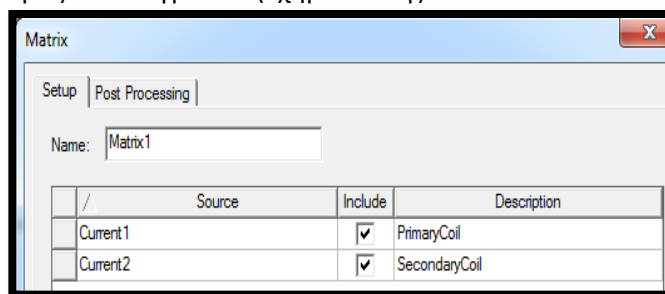 Matrix
X
Setup Post Processing
Name: Matrix1
/ Source Include Description
Current1 PrimaryCoil
Current2 SecondaryCoil